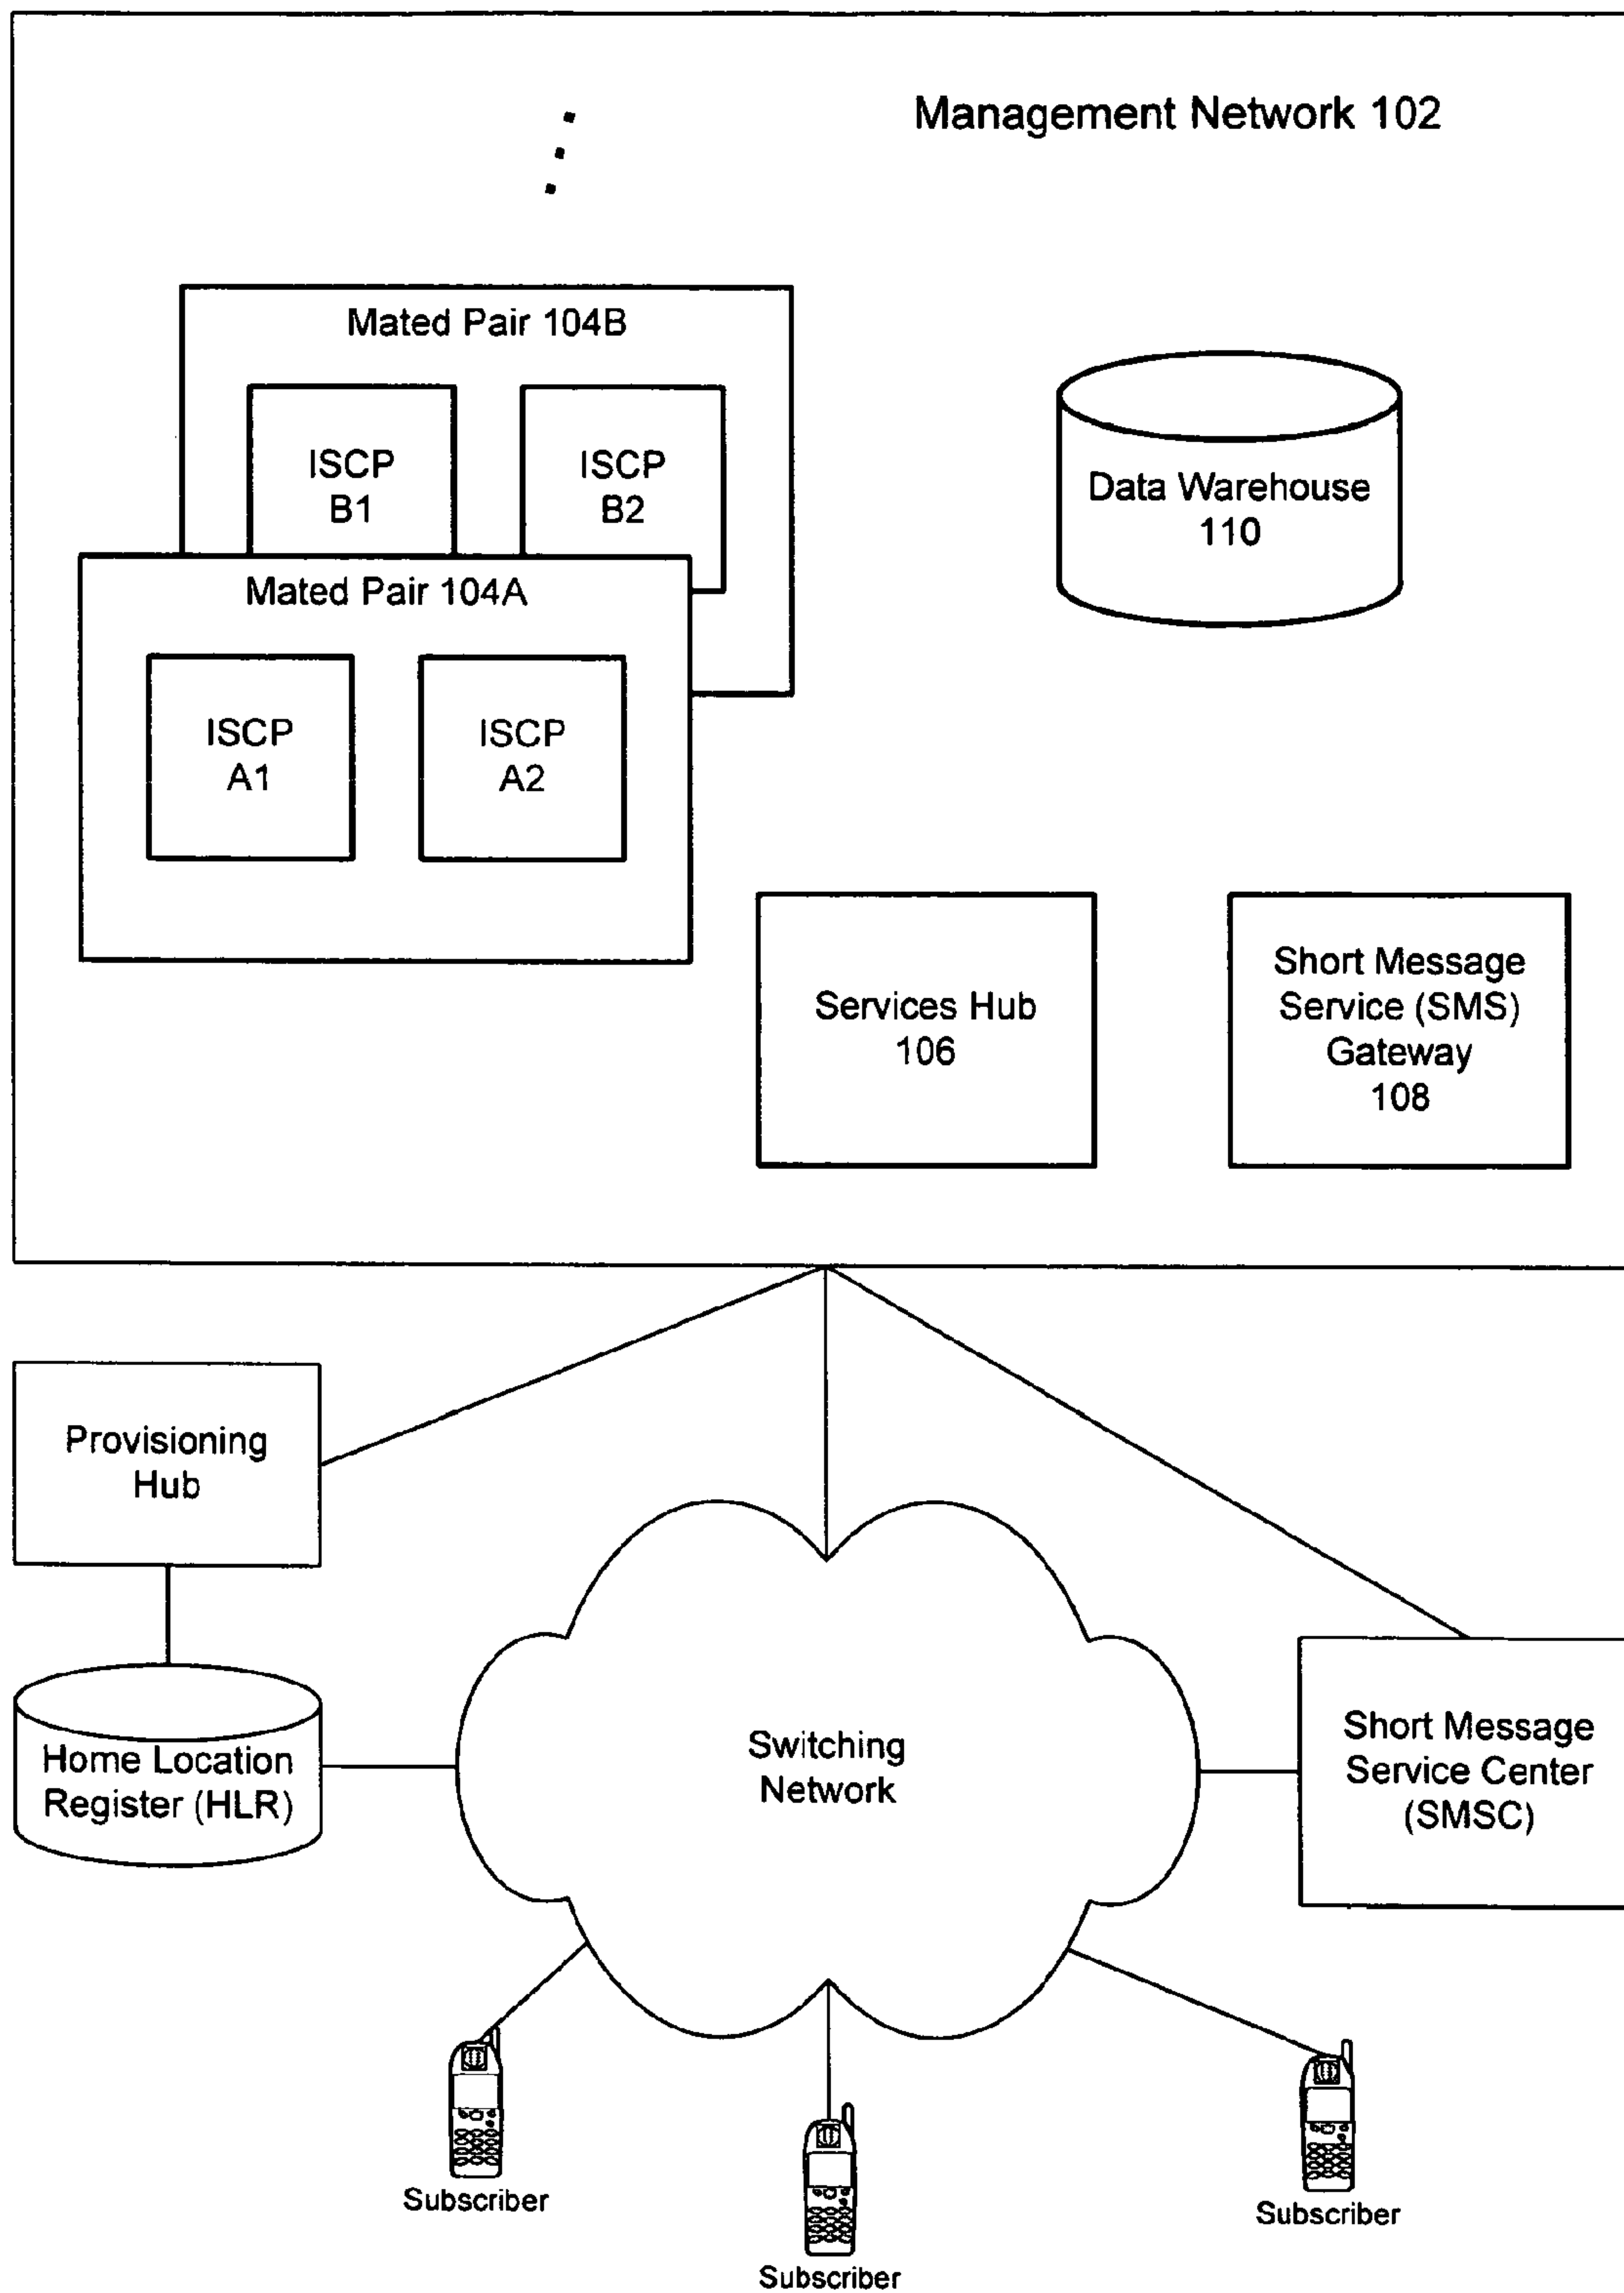 Management Network 102
Mated Pair 104B
ISCP
B1
ISCP
B2
Data Warehouse
110
Mated Pair 104A
ISCP
A1
ISCP
A2
Services Hub
106
Short Message
Service (SMS)
Gateway
108
Provisioning
Hub
Home Location
Register (HLR)
Switching
Network
Short Message
Service Center
(SMSC)
Subscriber
Subscriber
Subscriber